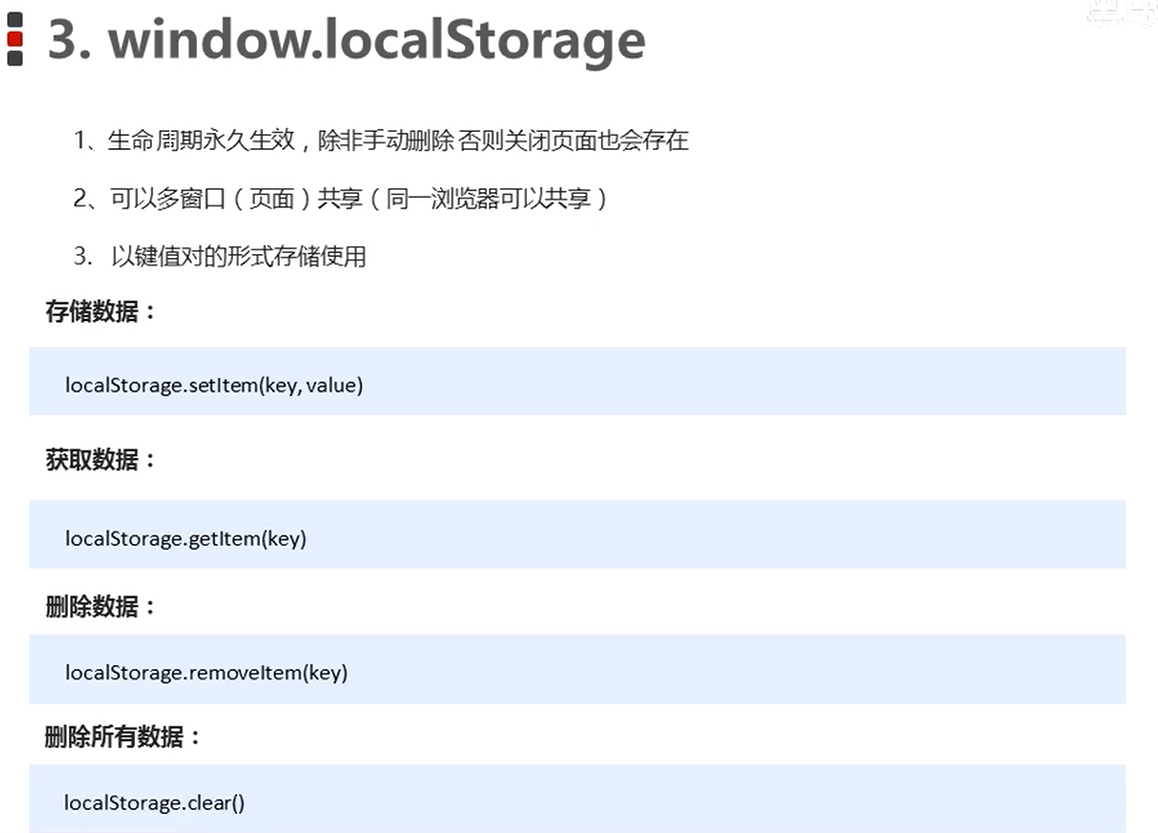 3. window.localStorage
1、生命周期永久生效，除非手动删除 否则关闭页面也会存在
2、可以多窗口（页面）共享（同一浏览器可以共享）
3. 以键值对的形式存储使用
存储数据：
localStorage.setItem(key, value)
获取数据：
localStorage.getItem(key)
删除数据：
localStorage.removeItem(key)
删除所有数据：
localStorage.clear()